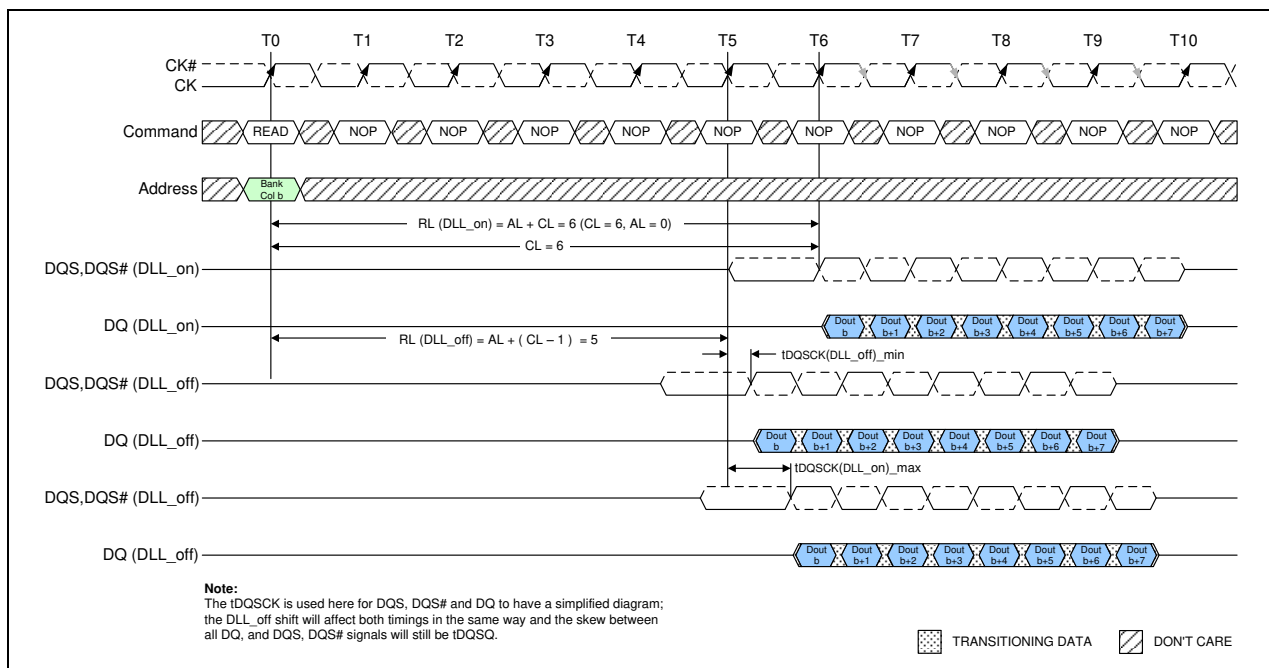 T0 T1 T2 T3 T4 T5 T6 T7 T8 T9 T10
CK#
CK
Command READ NOP NOP NOP NOP NOP NOP NOP NOP NOP NOP
Address Bank
Col b
RL (DLL_on) = AL + CL = 6 (CL = 6, AL = 0)
CL = 6
DQS,DQS# (DLL_on)
DQ (DLL_on) Dout Dout Dout Dout Dout Dout Dout Dout
b b+1 b+2 b+3 b+4 b+5 b+6 b+7
RL (DLL_off) = AL + ( CL – 1 ) = 5
tDQSCK(DLL_off)_min
DQS,DQS# (DLL_off)
DQ (DLL_off) Dout Dout Dout Dout Dout Dout Dout Dout
b b+1 b+2 b+3 b+4 b+5 b+6 b+7
tDQSCK(DLL_on)_max
DQS,DQS# (DLL_off)
DQ (DLL_off) Dout Dout Dout Dout Dout Dout Dout Dout
b b+1 b+2 b+3 b+4 b+5 b+6 b+7
Note:
The tDQSCK is used here for DQS, DQS# and DQ to have a simplified diagram;
the DLL_off shift will affect both timings in the same way and the skew between
all DQ, and DQS, DQS# signals will still be tDQSQ.
TRANSITIONING DATA DON'T CARE